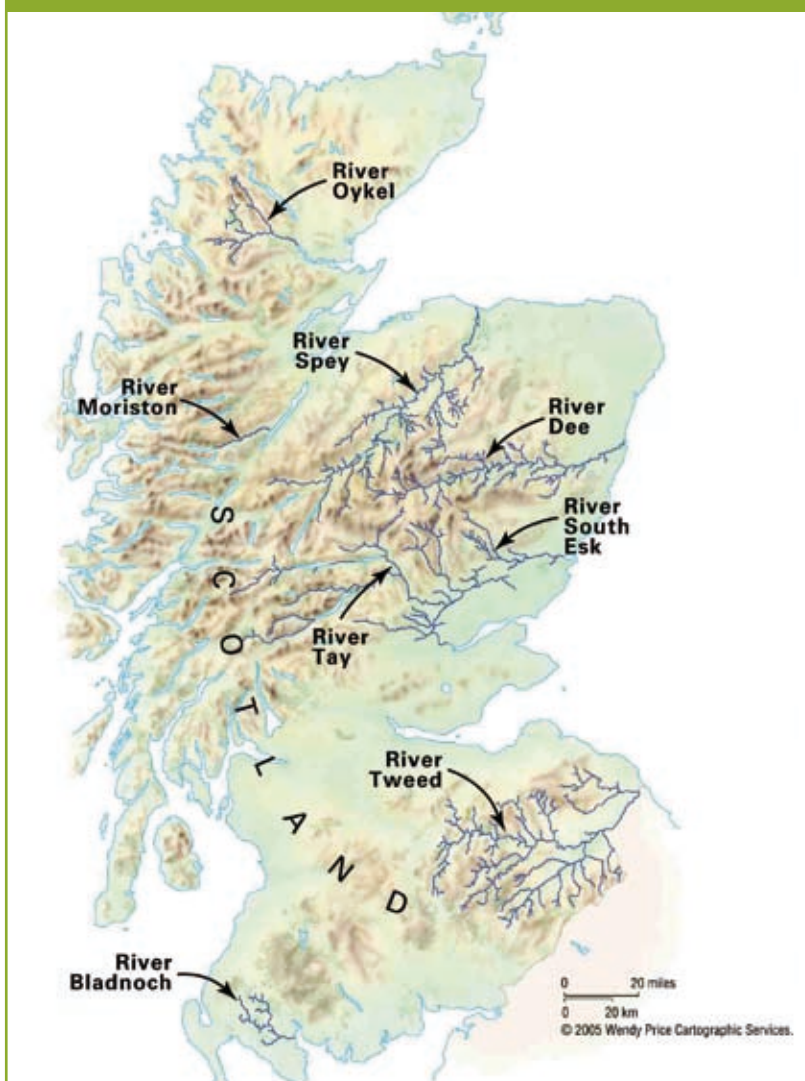 River
Oykel
River
Spey
River
Moriston
River
Dee
River
South
Esk
River
Tay
SCOTLAND
River
Tweed
River
Bladnoch
0 20 miles
0 20 km
© 2005 Wendy Price Cartographic Services.